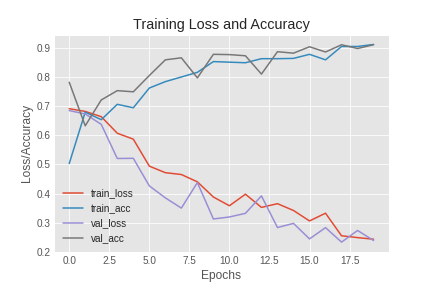 Training Loss and Accuracy
0.9
0.8
0.7
0.6
0.5
0.4
0.3
0.2
Loss/Accuracy
train_loss
train_acc
val_loss
val_acc
0.0 2.5 5.0 7.5 10.0 12.5 15.0 17.5
Epochs